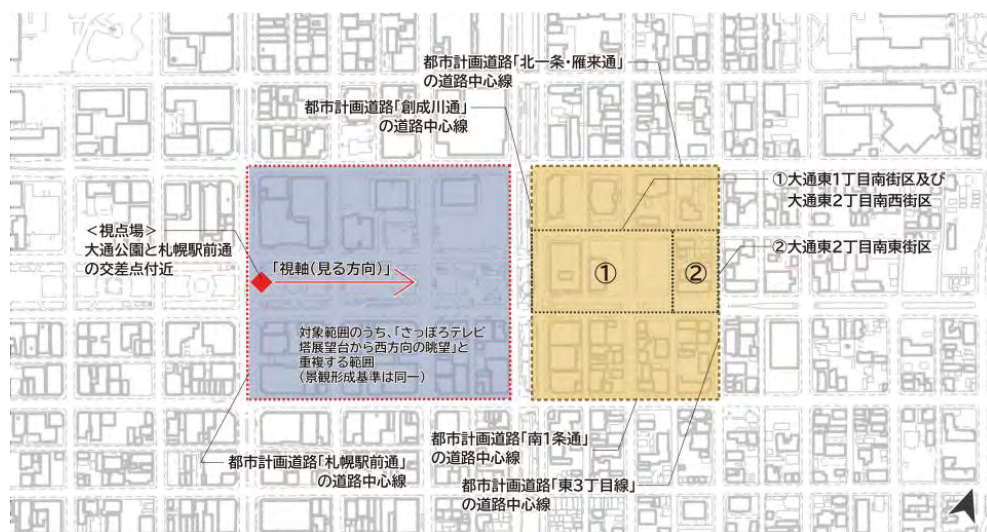 都市計画道路「北一条・雁来通」
の道路中心線
都市計画道路「創成川通」
の道路中心線
①大通東1丁目南街区及び
大通東2丁目南西街区
②大通東2丁目南東街区
<視点場>
大通公園と札幌駅前通
の交差点付近
「視軸(見る方向)」
①
②
対象範囲のうち、「さっぽろテレビ
塔展望台から西方向の眺望」と
重複する範囲
(景観形成基準は同一)
都市計画道路「南1条通」
の道路中心線
都市計画道路「札幌駅前通」
の道路中心線
都市計画道路「東3丁目線」
の道路中心線